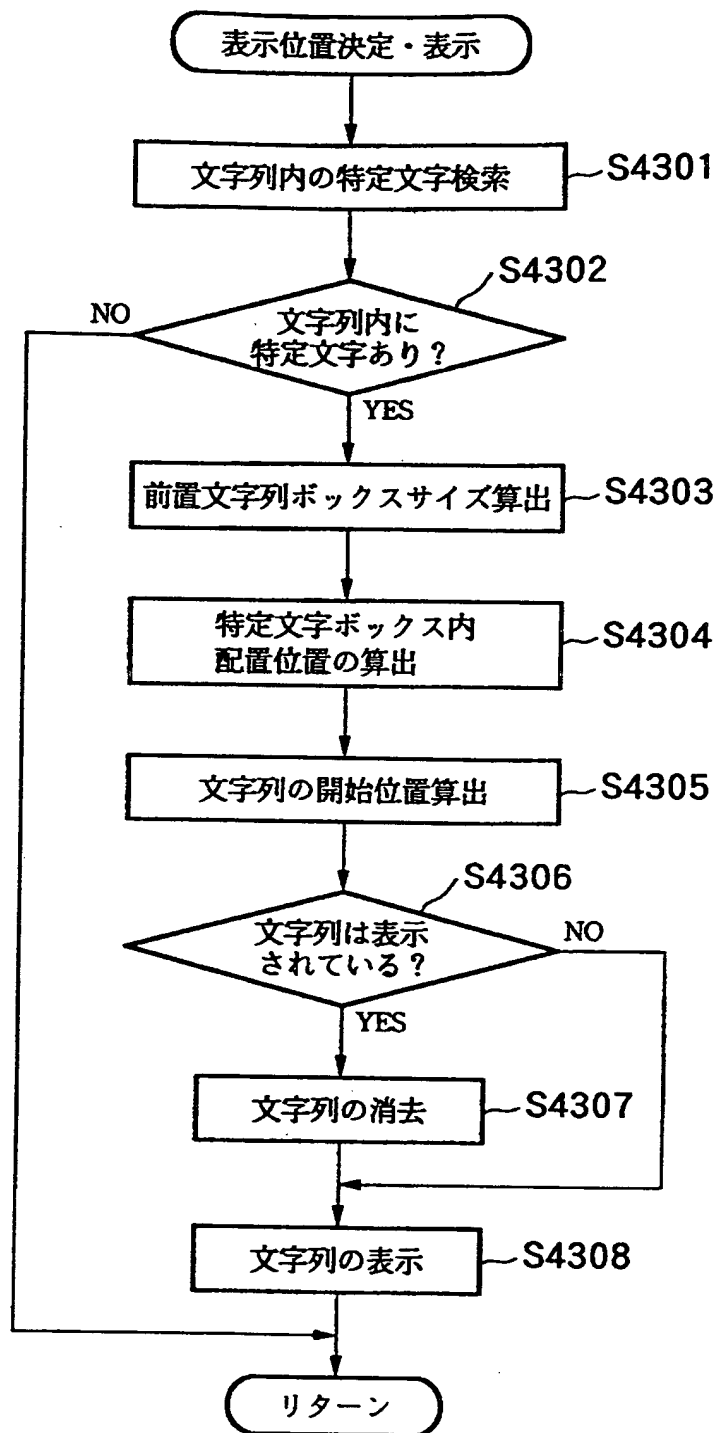 表示位置決定・表示
文字列内の特定文字検索
S4301
S4302
NO
文字列内に
特定文字あり？
YES
前置文字列ボックスサイズ算出
S4303
特定文字ボックス内
配置位置の算出
S4304
文字列の開始位置算出
S4305
S4306
文字列は表示
されている？
NO
YES
文字列の消去
S4307
文字列の表示
S4308
リターン